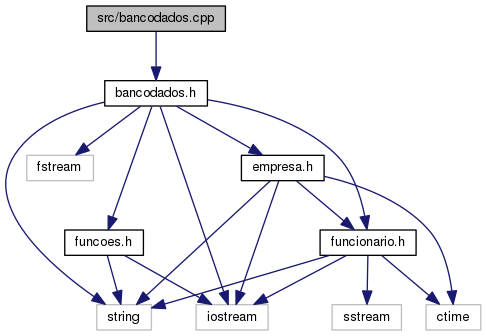 src/bancodados.cpp
bancodados.h
fstream
empresa.h
funcoes.h
funcionario.h
string
iostream
sstream
ctime